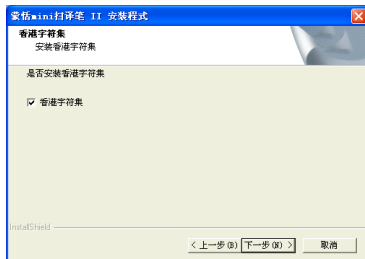 蒙恬mini扫译笔 II 安装程式
香港字符集
安装香港字符集
是否安装香港字符集
香港字符集
InstallShield
< 上一步(B) 下一步(N) > 取消